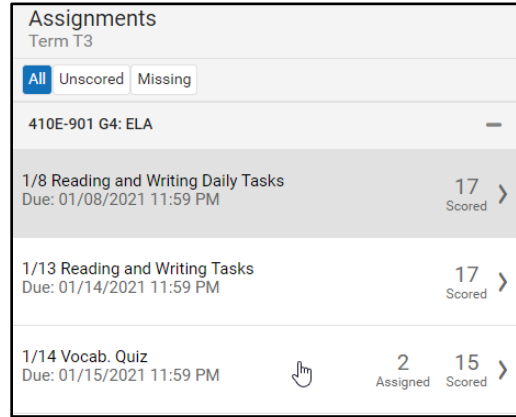 Assignments
Term T3
All Unscored Missing
410E-901 G4: ELA
1/8 Reading and Writing Daily Tasks
Due: 01/08/2021 11:59 PM
17
Scored
1/13 Reading and Writing Tasks
Due: 01/14/2021 11:59 PM
17
Scored
1/14 Vocab. Quiz
Due: 01/15/2021 11:59 PM
2 15
Assigned Scored